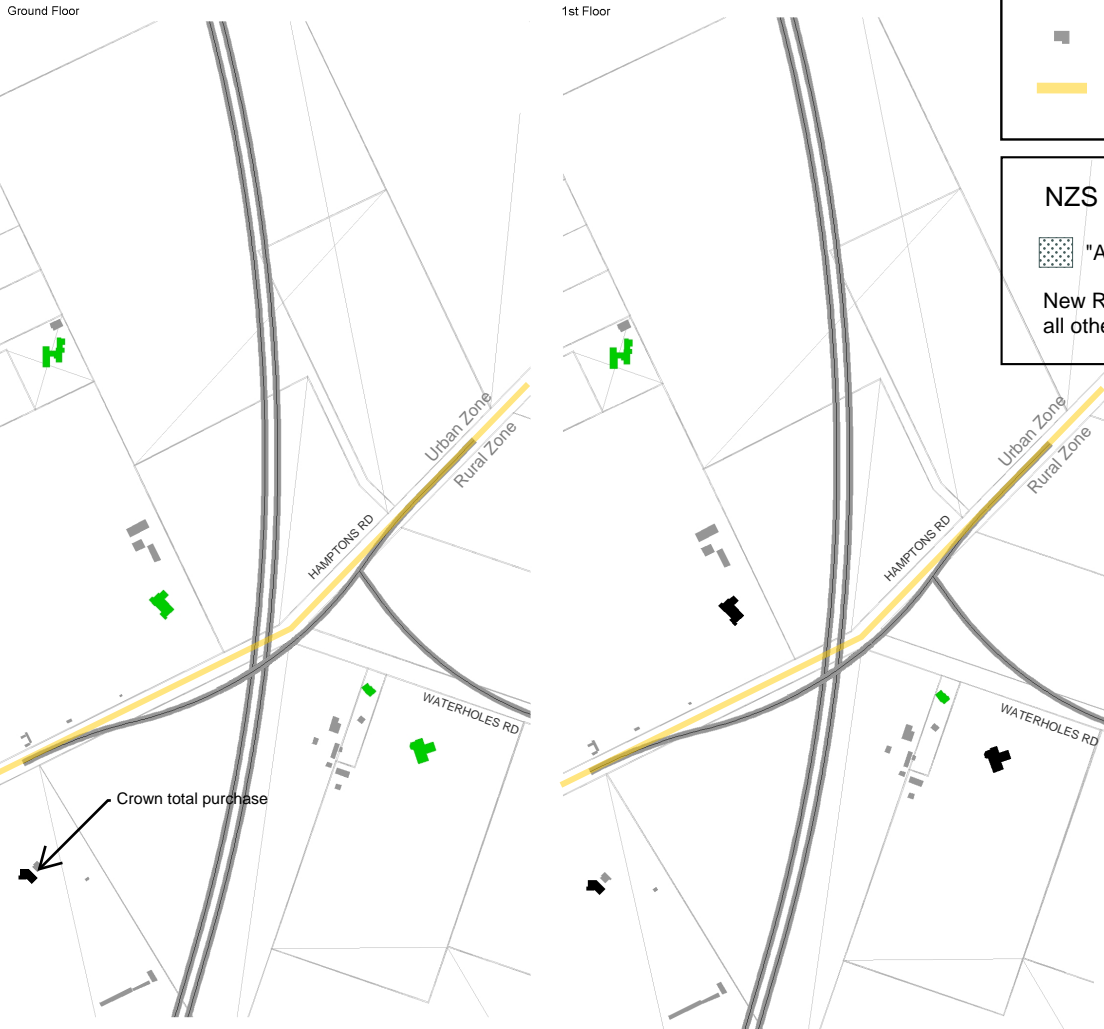 Ground Floor
Urban Zone
Rural Zone
HAMPTONS RD
WATERHOLES RD
Crown total purchase
1st Floor
NZS
"A
New R
all othe
Urban Zone
Rural Zone
HAMPTONS RD
WATERHOLES RD